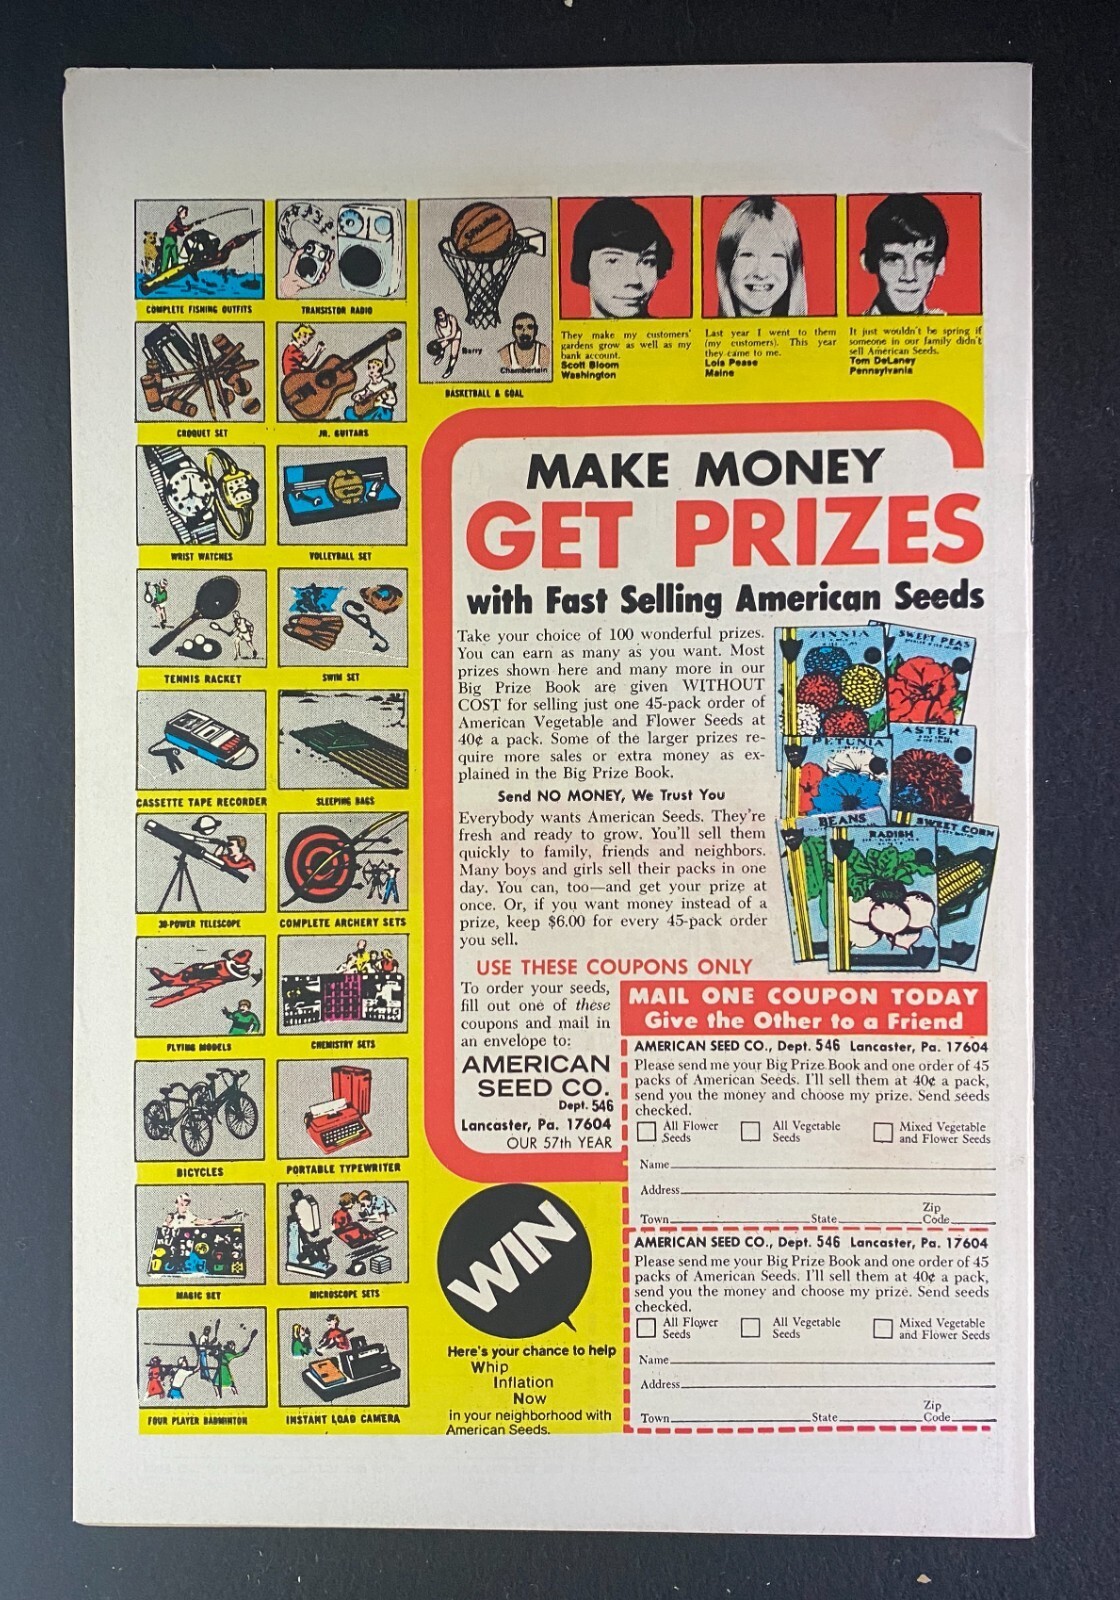 COMPLETE FISHING OUTFITS
TRANSISTOR RADIO
CROQUET SET
JR. GUITARS
WRIST WATCHES
VOLLEYBALL SET
TENNIS RACKET
SWIM SET
CASSETTE TAPE RECORDER
SLEEPING BAGS
30-POWER TELESCOPE
COMPLETE ARCHERY SETS
FLYING MODELS
CHEMISTRY SETS
BICYCLES
PORTABLE TYPEWRITER
MAGIC SET
MICROSCOPE SETS
FOUR PLAYER BADMINTON
INSTANT LOAD CAMERA
Barry
Chamberlain
BASKETBALL & GOAL
They make my customers'
gardens grow as well as my
bank account.
Scott Bloom
Washington
Last year I went to them
(my customers). This year
they came to me.
Lois Pease
Maine
It just wouldn't be spring if
someone in our family didn't
sell American Seeds.
Tom DeLaney
Pennsylvania
MAKE MONEY
GET PRIZES
with Fast Selling American Seeds
Take your choice of 100 wonderful prizes.
You can earn as many as you want. Most
prizes shown here and many more in our
Big Prize Book are given WITHOUT
COST for selling just one 45-pack order of
American Vegetable and Flower Seeds at
40¢ a pack. Some of the larger prizes re-
quire more sales or extra money as ex-
plained in the Big Prize Book.
Send NO MONEY, We Trust You
Everybody wants American Seeds. They're
fresh and ready to grow. You'll sell them
quickly to family, friends and neighbors.
Many boys and girls sell their packs in one
day. You can, too—and get your prize at
once. Or, if you want money instead of a
prize, keep $6.00 for every 45-pack order
you sell.
ZINNIA
SWEET PEAS
PETUNIA
ASTER
BEANS
RADISH
SWEET CORN
USE THESE COUPONS ONLY
To order your seeds,
fill out one of these
coupons and mail in
an envelope to:
AMERICAN
SEED CO.
Dept. 546
Lancaster, Pa. 17604
OUR 57th YEAR
MAIL ONE COUPON TODAY
Give the Other to a Friend
AMERICAN SEED CO., Dept. 546 Lancaster, Pa. 17604
Please send me your Big Prize Book and one order of 45
packs of American Seeds. I'll sell them at 40¢ a pack,
send you the money and choose my prize. Send seeds
checked.
All Flower Seeds
All Vegetable Seeds
Mixed Vegetable and Flower Seeds
Name
Address
Town State Zip Code
AMERICAN SEED CO., Dept. 546 Lancaster, Pa. 17604
Please send me your Big Prize Book and one order of 45
packs of American Seeds. I'll sell them at 40¢ a pack,
send you the money and choose my prize. Send seeds
checked.
All Flower Seeds
All Vegetable Seeds
Mixed Vegetable and Flower Seeds
Name
Address
Town State Zip Code
WIN
Here's your chance to help
Whip
Inflation
Now
in your neighborhood with
American Seeds.